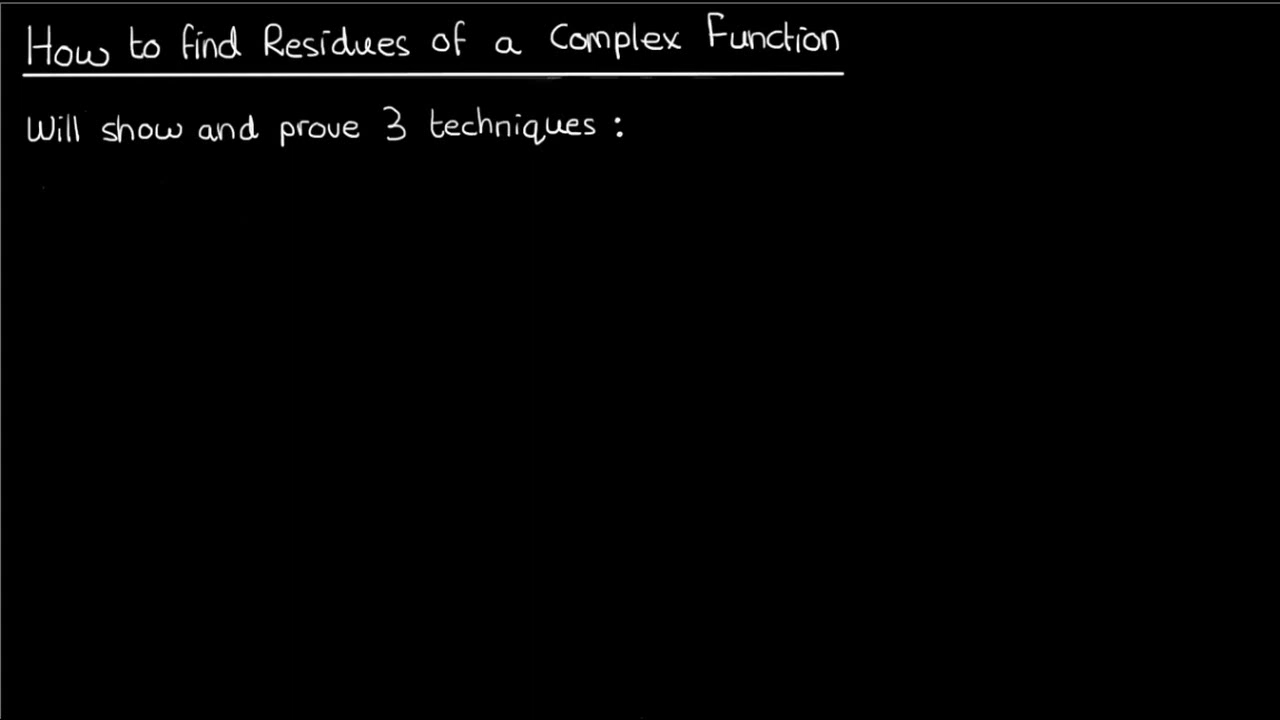 How to find Residues of a Complex Function
Will show and prove 3 techniques :